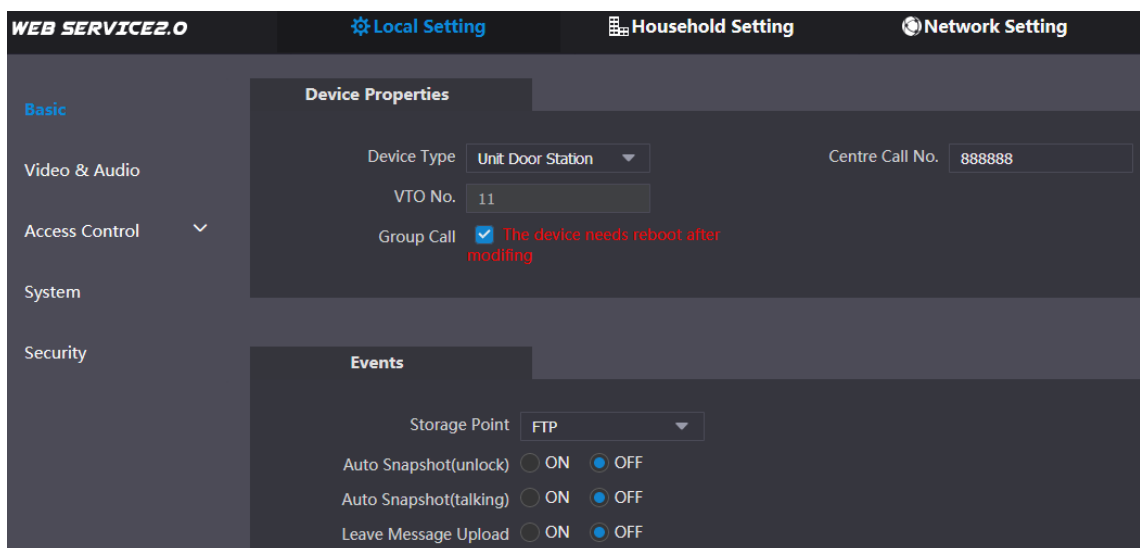 WEB SERVICE2.0
Local Setting
Household Setting
Network Setting
Basic
Video & Audio
Access Control
System
Security
Device Properties
Device Type Unit Door Station
Centre Call No. 888888
VTO No. 11
Group Call The device needs reboot after
modifing
Events
Storage Point FTP
Auto Snapshot(unlock) ON OFF
Auto Snapshot(talking) ON OFF
Leave Message Upload ON OFF